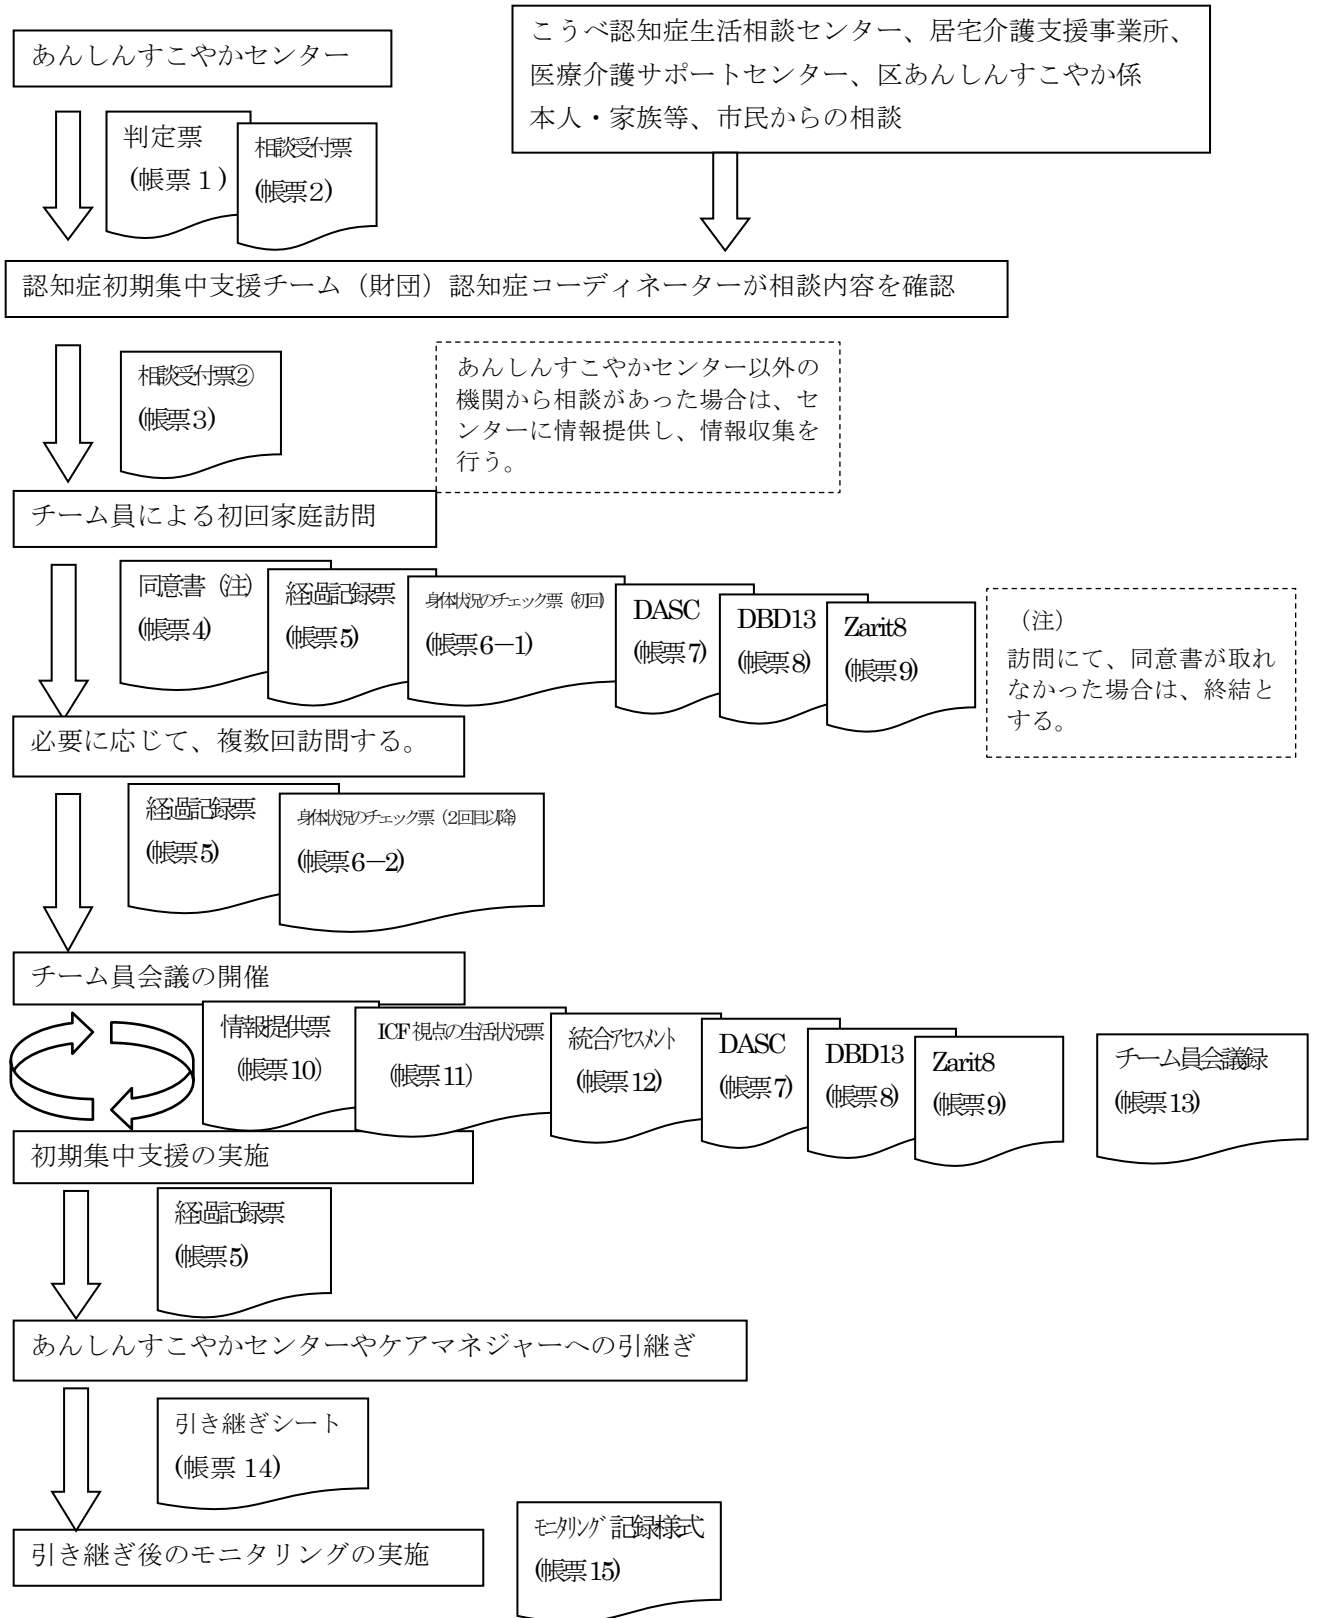 あんしんすこやかセンター
こうべ認知症生活相談センター、居宅介護支援事業所、
医療介護サポートセンター、区あんしんすこやか係
本人・家族等、市民からの相談
判定票
(帳票１)
相談受付票
(帳票2)
認知症初期集中支援チーム（財団）認知症コーディネーターが相談内容を確認
相談受付票②
(帳票3)
あんしんすこやかセンター以外の
機関から相談があった場合は、セ
ンターに情報提供し、情報収集を
行う。
チーム員による初回家庭訪問
同意書（注）
(帳票4)
経過記録票
(帳票5)
身体状況のチェック票（初回）
(帳票6－1)
DASC
(帳票7)
DBD13
(帳票8)
Zarit8
(帳票9)
（注）
訪問にて、同意書が取れ
なかった場合は、終結と
する。
必要に応じて、複数回訪問する。
経過記録票
(帳票5)
身体状況のチェック票（2回目以降）
(帳票6－2)
チーム員会議の開催
情報提供票
(帳票10)
ICF 視点の生活状況票
(帳票11)
統合ｱｾｽﾒﾝﾄ
(帳票12)
DASC
(帳票7)
DBD13
(帳票8)
Zarit8
(帳票9)
チーム員会議録
(帳票13)
初期集中支援の実施
経過記録票
(帳票5)
あんしんすこやかセンターやケアマネジャーへの引継ぎ
引き継ぎシート
(帳票 14)
引き継ぎ後のモニタリングの実施
ﾓﾆﾀﾘﾝｸﾞ記録様式
(帳票15)